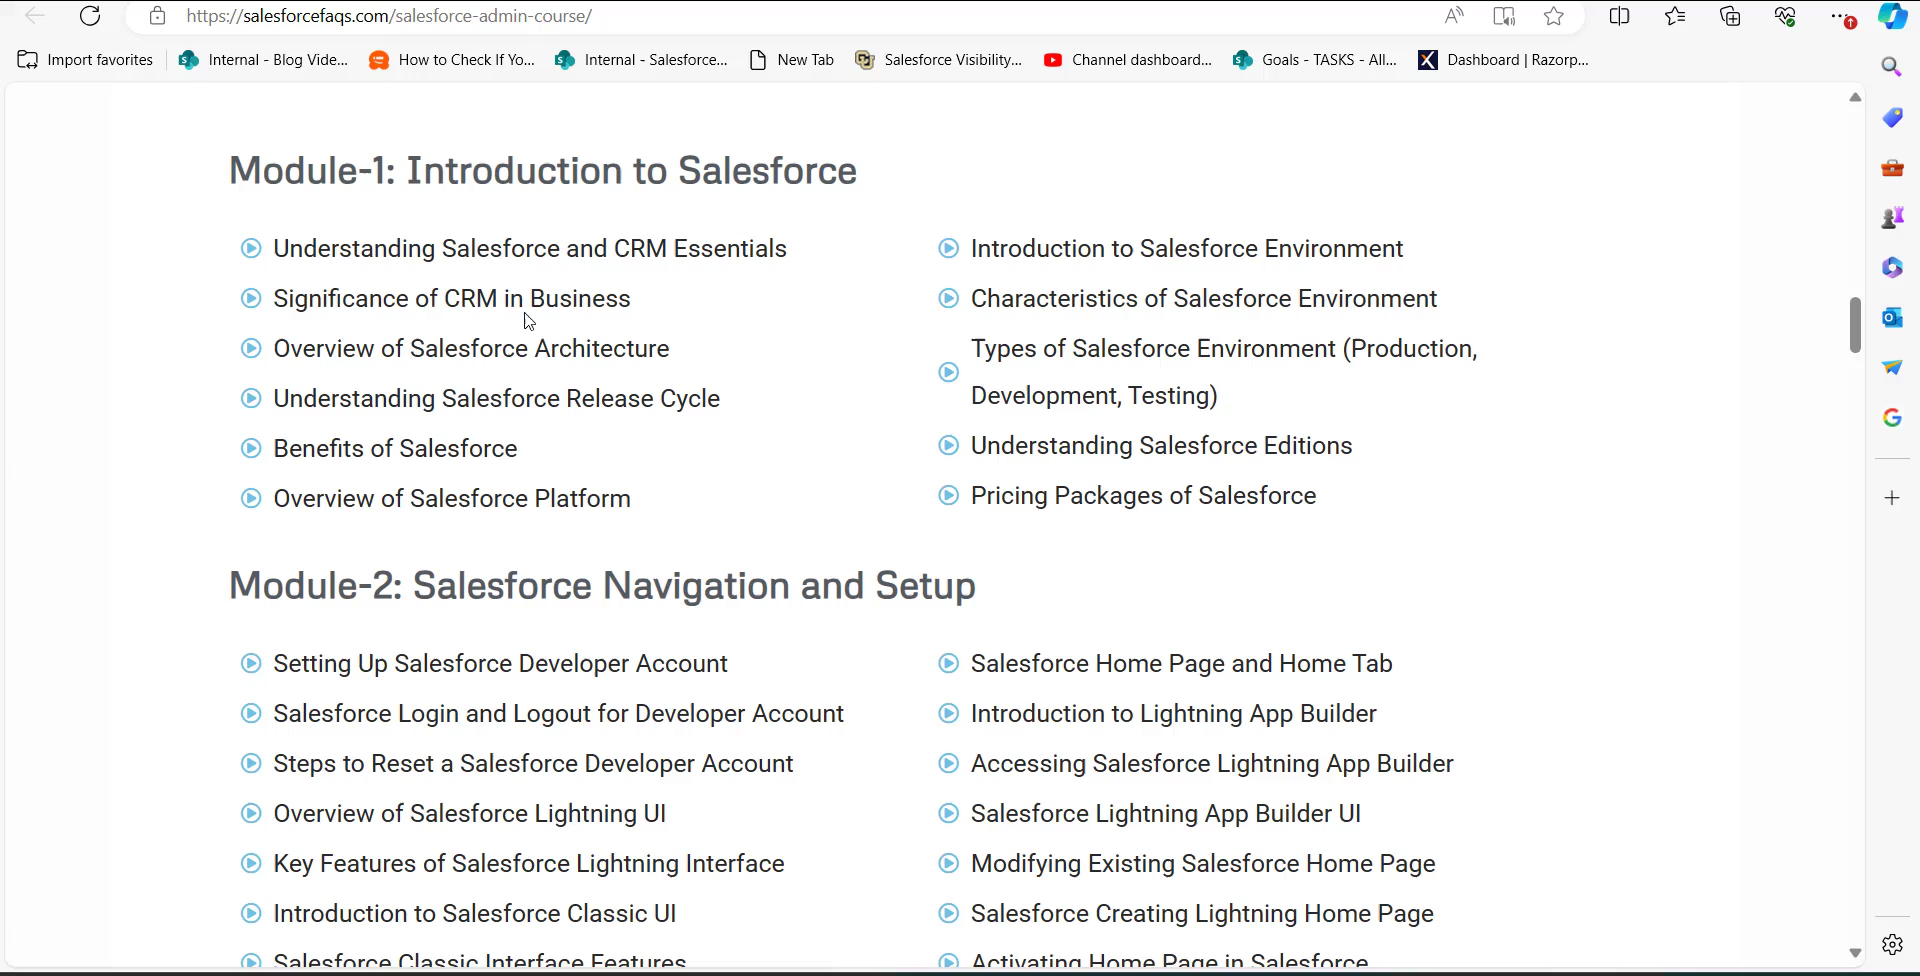 https://salesforcefaqs.com/salesforce-admin-course/
Import favorites
Internal - Blog Vide...
How to Check If Yo...
Internal - Salesforce...
New Tab
Salesforce Visibility...
Channel dashboard...
Goals - TASKS - All...
Dashboard | Razorp...
Module-1: Introduction to Salesforce
Understanding Salesforce and CRM Essentials
Significance of CRM in Business
Overview of Salesforce Architecture
Understanding Salesforce Release Cycle
Benefits of Salesforce
Overview of Salesforce Platform
Introduction to Salesforce Environment
Characteristics of Salesforce Environment
Types of Salesforce Environment (Production,
Development, Testing)
Understanding Salesforce Editions
Pricing Packages of Salesforce
Module-2: Salesforce Navigation and Setup
Setting Up Salesforce Developer Account
Salesforce Login and Logout for Developer Account
Steps to Reset a Salesforce Developer Account
Overview of Salesforce Lightning UI
Key Features of Salesforce Lightning Interface
Introduction to Salesforce Classic UI
Salesforce Classic Interface Features
Salesforce Home Page and Home Tab
Introduction to Lightning App Builder
Accessing Salesforce Lightning App Builder
Salesforce Lightning App Builder UI
Modifying Existing Salesforce Home Page
Salesforce Creating Lightning Home Page
Activating Home Page in Salesforce